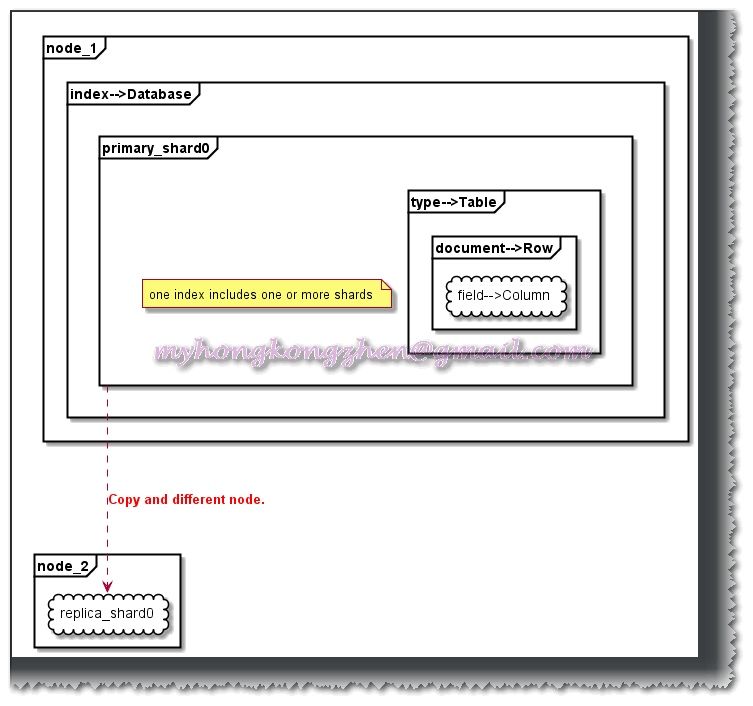 node_1
index-->Database
primary_shard0
type-->Table
document-->Row
field-->Column
one index includes one or more shards
myhongkongzhen@gmail.com
Copy and different node.
node_2
replica_shard0